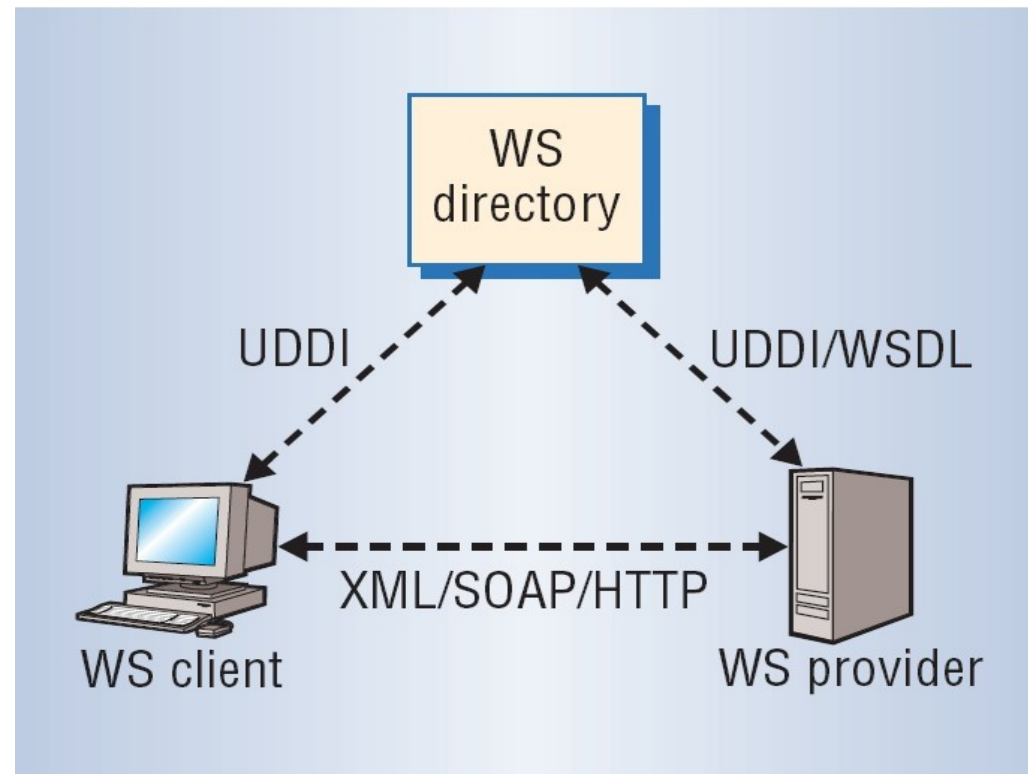 WS
directory
UDDI
UDDI/WSDL
XML/SOAP/HTTP
WS client
WS provider